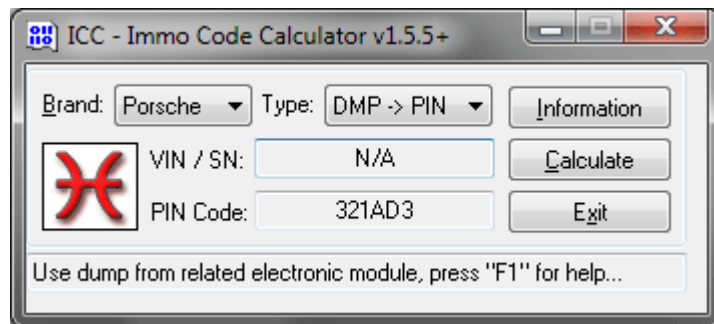 ICC - Immo Code Calculator v1.5.5+
Brand: Porsche Type: DMP -> PIN Information
VIN / SN: N/A Calculate
PIN Code: 321AD3 Exit
Use dump from related electronic module, press "F1" for help...